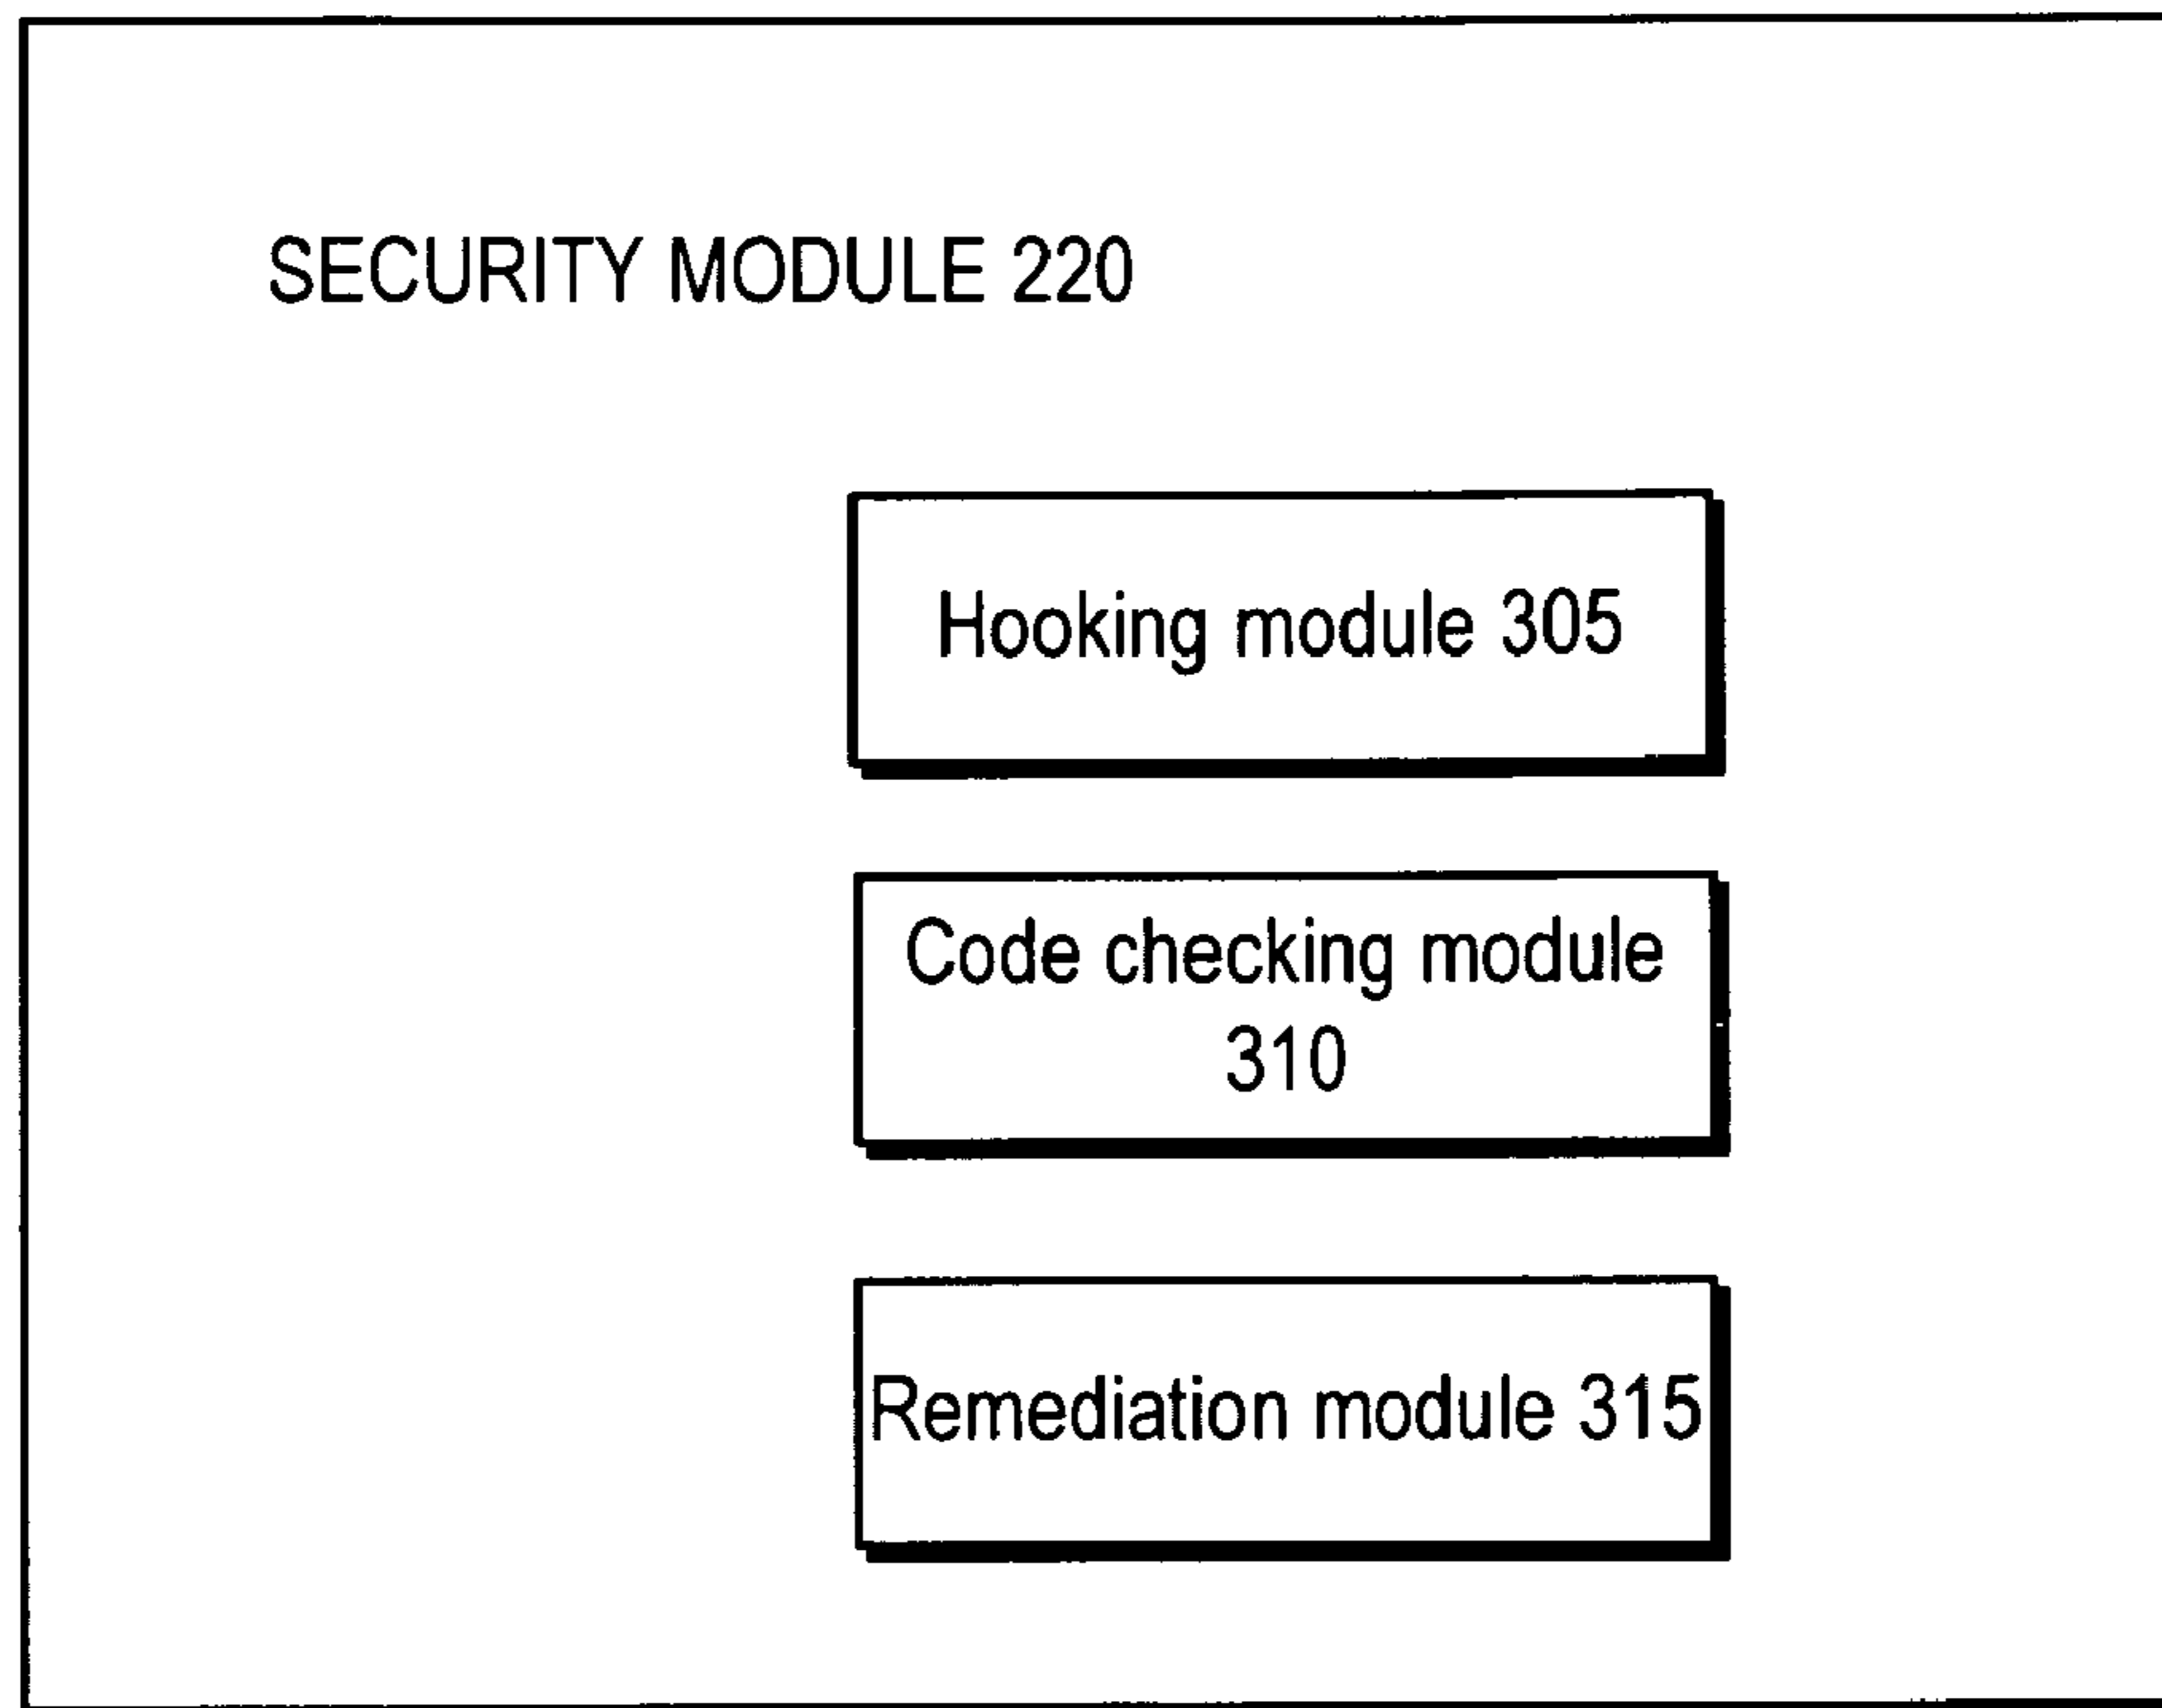 SECURITY MODULE 220
Hooking module 305
Code checking module
310
Remediation module 315